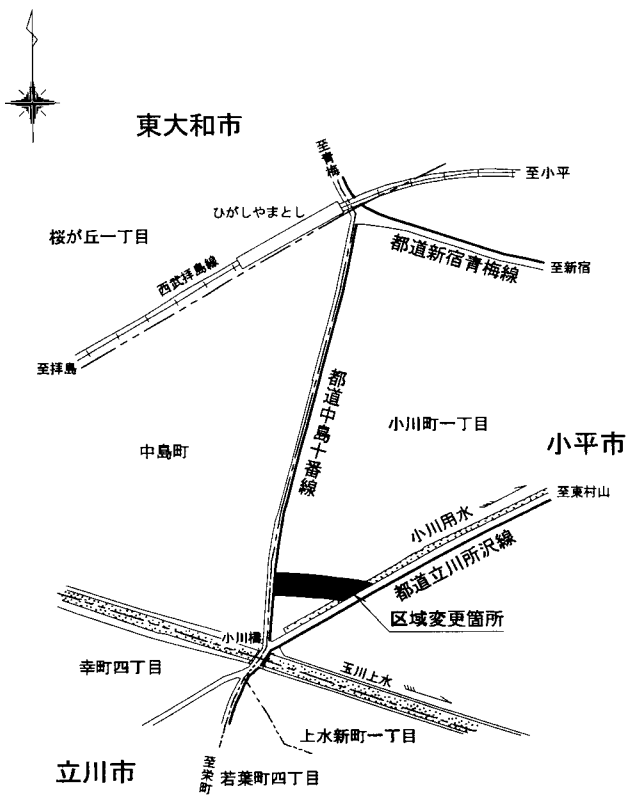 東大和市
至青梅
至小平
ひがしやまとし
桜が丘一丁目
都道新宿青梅線
至新宿
西武拝島線
至拝島
都道中島十番線
小川町一丁目
中島町
小平市
至東村山
小川用水
都道立川所沢線
区域変更箇所
小川橋
幸町四丁目
玉川上水
上水新町一丁目
至栄町
若葉町四丁目
立川市